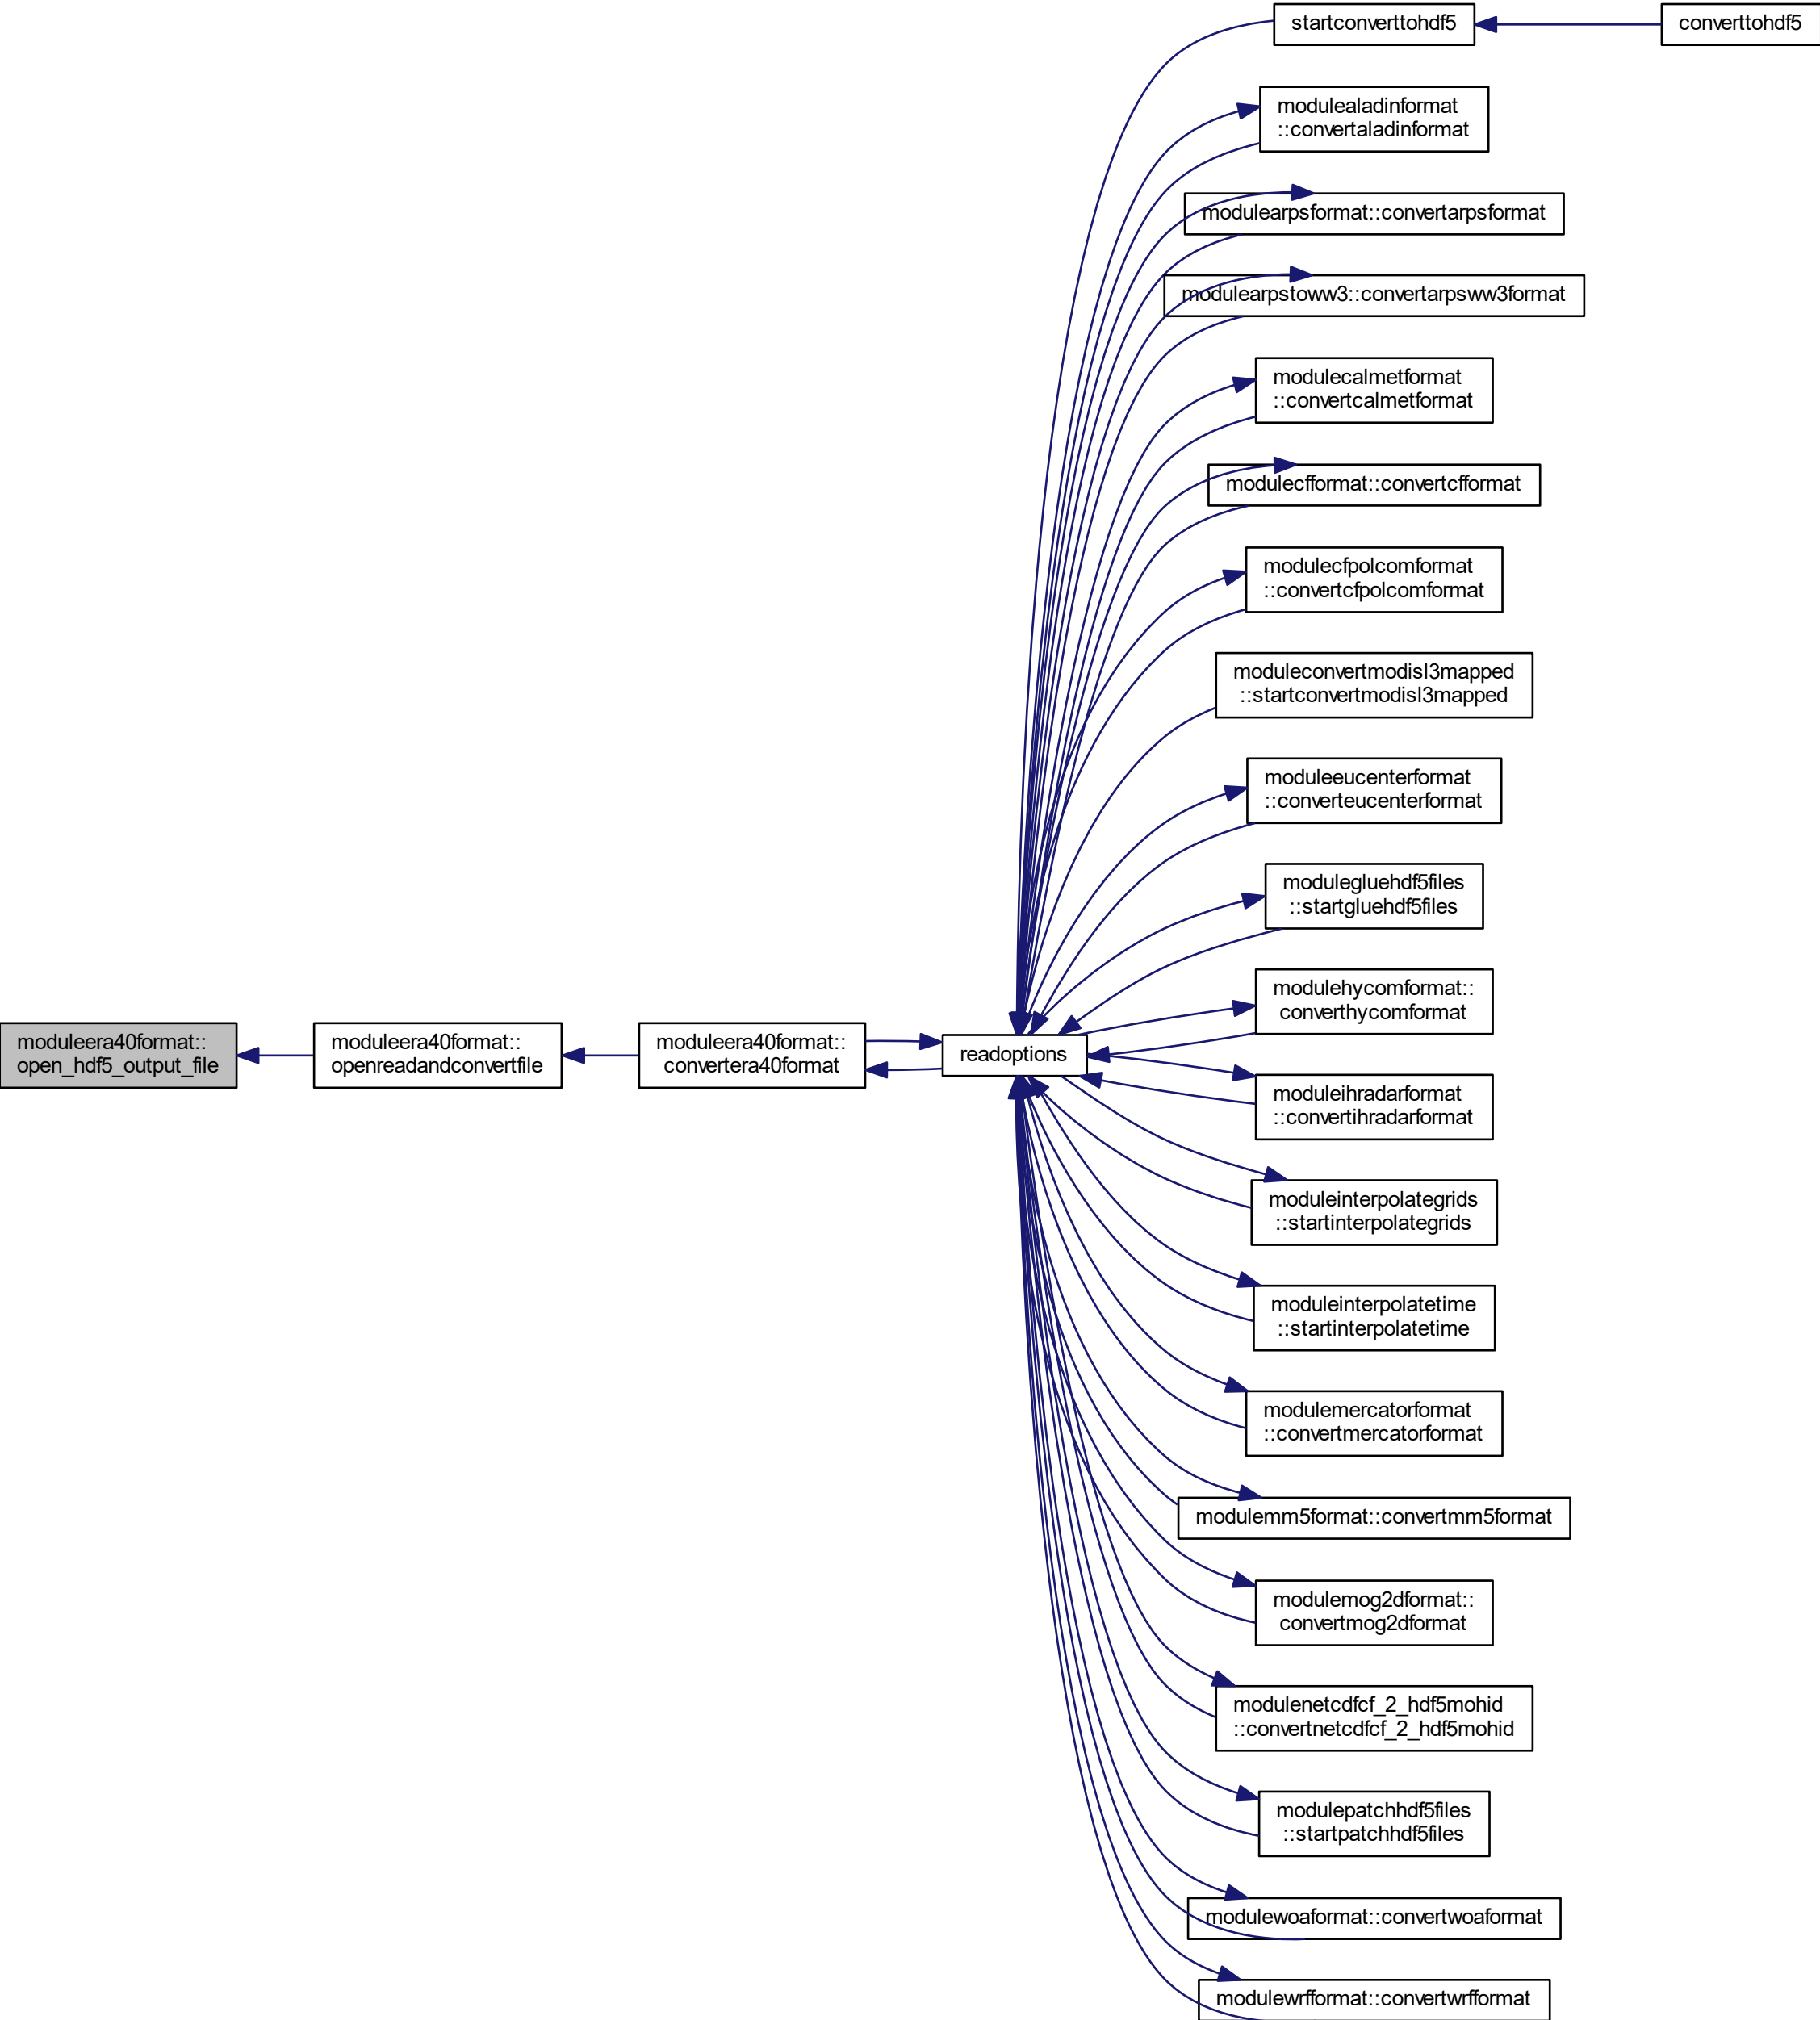 startconverttohdf5
converttohdf5
modulealadinformat
::convertaladinformat
modulearpsformat::convertarpsformat
modulearpstoww3::convertarpsww3format
modulecalmetformat
::convertcalmetformat
modulecfformat::convertcfformat
modulecfpolcomformat
::convertcfpolcomformat
moduleconvertmodisl3mapped
::startconvertmodisl3mapped
moduleeucenterformat
::converteucenterformat
modulegluehdf5files
::startgluehdf5files
modulehycomformat::
converthycomformat
moduleera40format::
open_hdf5_output_file
moduleera40format::
openreadandconvertfile
moduleera40format::
convertera40format
readoptions
moduleihradarformat
::convertihradarformat
moduleinterpolategrids
::startinterpolategrids
moduleinterpolatetime
::startinterpolatetime
modulemercatorformat
::convertmercatorformat
modulemm5format::convertmm5format
modulemog2dformat::
convertmog2dformat
modulenetcdfcf_2_hdf5mohid
::convertnetcdfcf_2_hdf5mohid
modulepatchhdf5files
::startpatchhdf5files
modulewoaformat::convertwoaformat
modulewrfformat::convertwrfformat